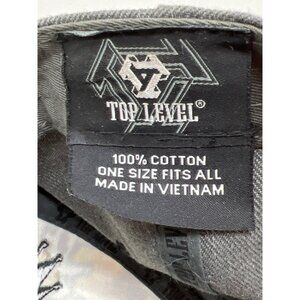 TOP LEVEL®
100% COTTON
ONE SIZE FITS ALL
MADE IN VIETNAM